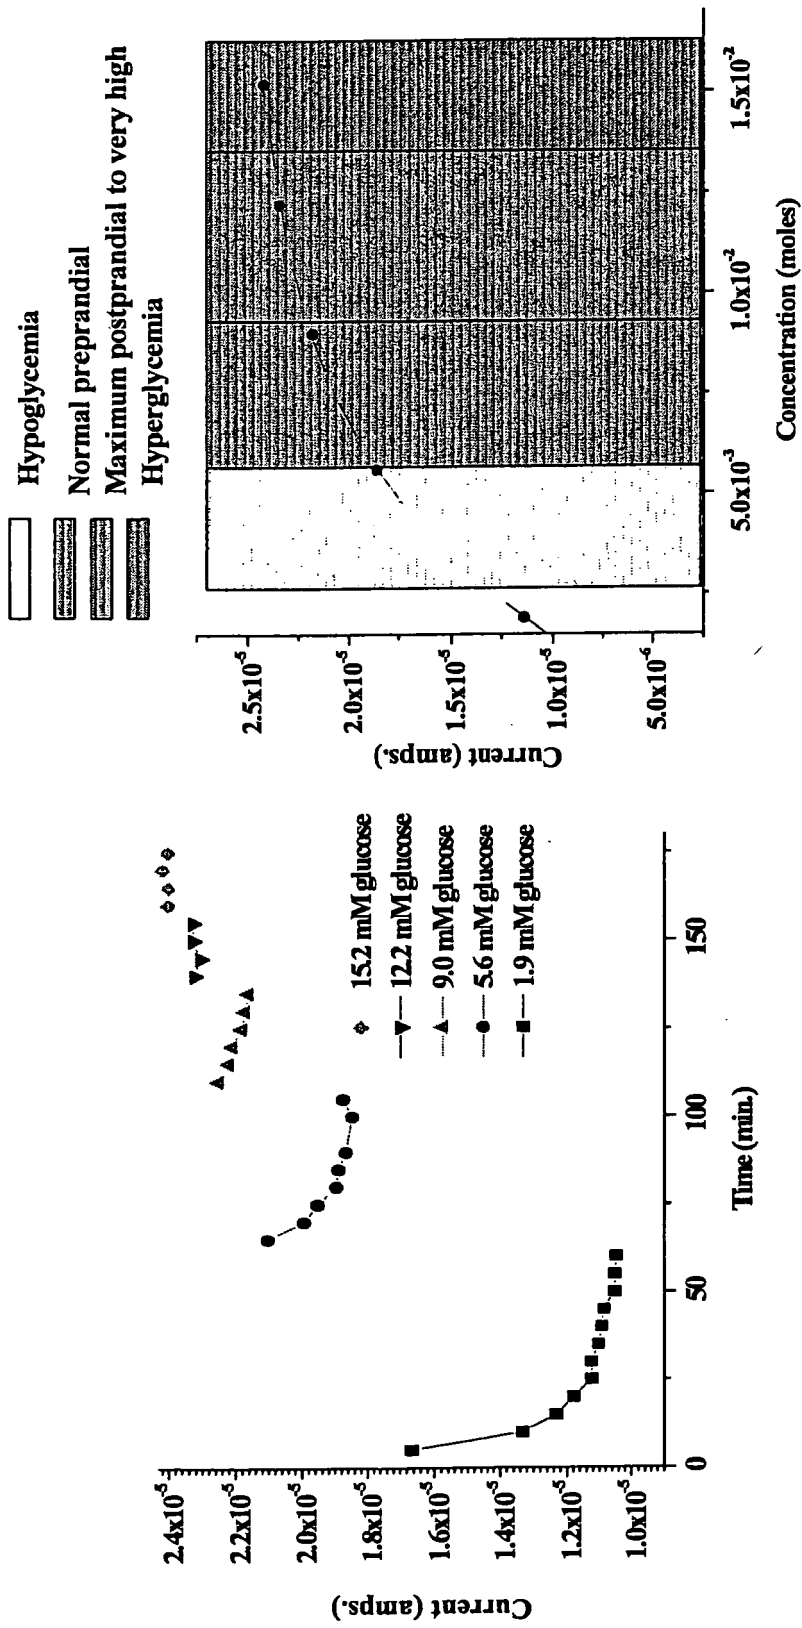 Current (amps.)
2.4x10⁻⁵
2.2x10⁻⁵
2.0x10⁻⁵
1.8x10⁻⁵
1.6x10⁻⁵
1.4x10⁻⁵
1.2x10⁻⁵
1.0x10⁻⁵
0
50
100
150
Time (min.)
15.2 mM glucose
12.2 mM glucose
9.0 mM glucose
5.6 mM glucose
1.9 mM glucose
Hypoglycemia
Normal preprandial
Maximum postprandial to very high
Hyperglycemia
Current (amps.)
2.5x10⁻⁵
2.0x10⁻⁵
1.5x10⁻⁵
1.0x10⁻⁵
5.0x10⁻⁶
5.0x10⁻³
1.0x10⁻²
1.5x10⁻²
Concentration (moles)